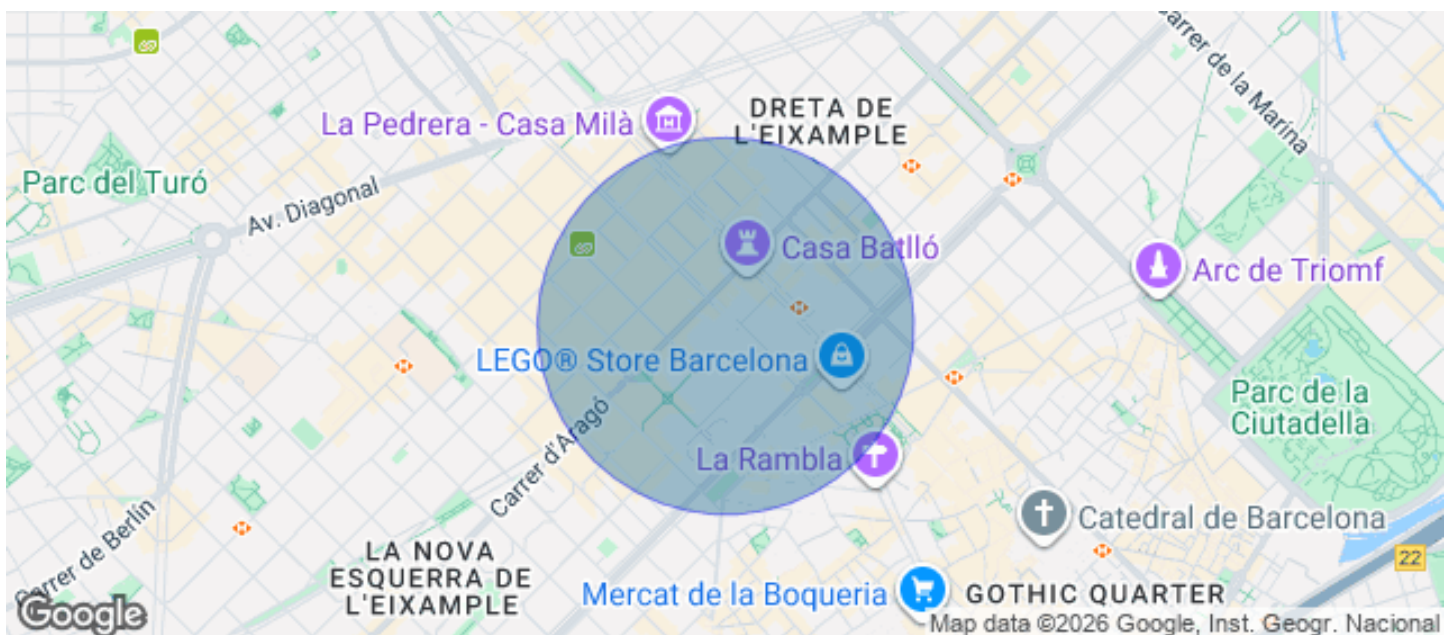 Carrer de la Marina
DRETA DE
L'EIXAMPLE
La Pedrera - Casa Milà
Parc del Turó
Av. Diagonal
Casa Batlló
Arc de Triomf
LEGO® Store Barcelona
Parc de la
Ciutadella
Carrer d'Aragó
La Rambla
Catedral de Barcelona
Carrer de Berlín
LA NOVA
ESQUERRA DE
L'EIXAMPLE
22
Mercat de la Boqueria
GOTHIC QUARTER
Google
Map data ©2026 Google, Inst. Geogr. Nacional